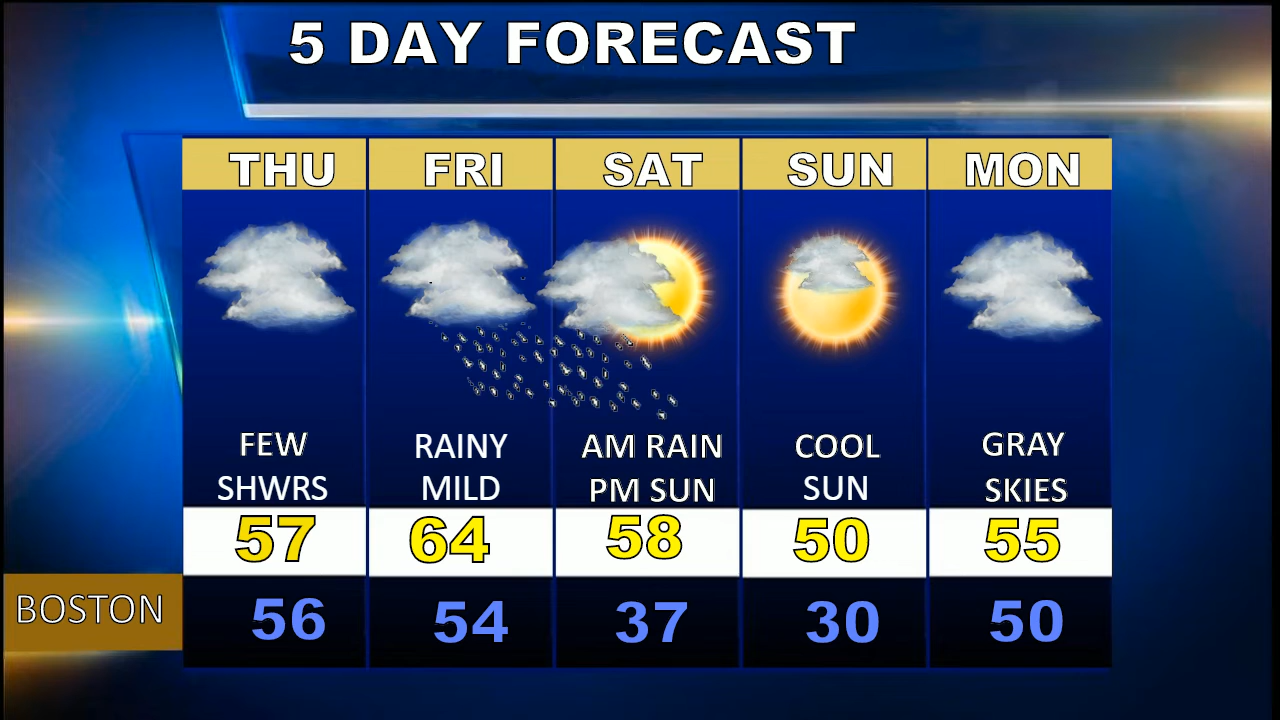 5 DAY FORECAST
THU FRI SAT SUN MON
FEW RAINY AM RAIN COOL GRAY
SHWRS MILD PM SUN SUN SKIES
57 64 58 50 55
BOSTON 56 54 37 30 50